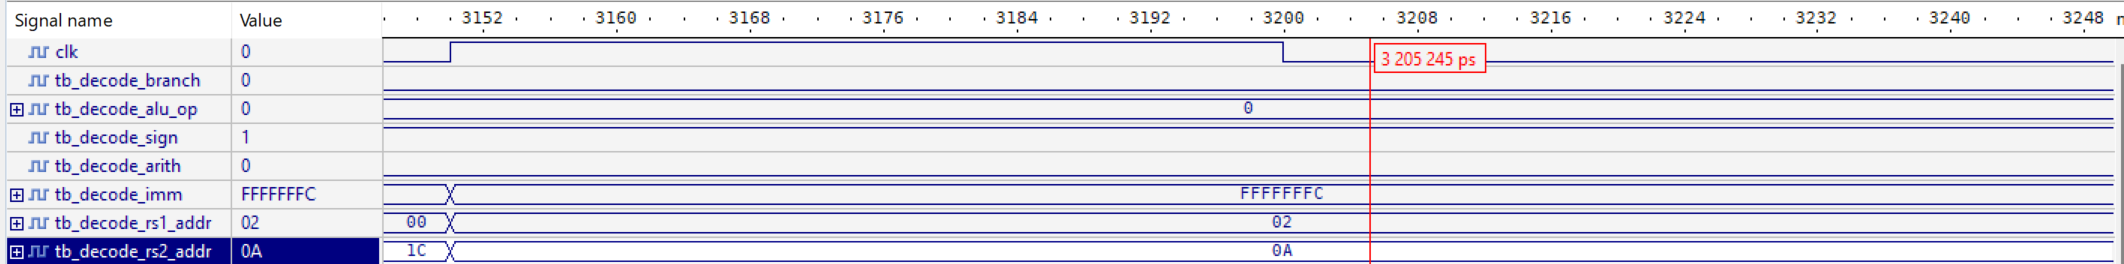 Signal name Value · · · 3152 · · · 3160 · · · 3168 · · · 3176 · · · 3184 · · · 3192 · · · 3200 · · · 3208 · · · 3216 · · · 3224 · · · 3232 · · · 3240 · · · 3248
clk 0 3 205 245 ps
tb_decode_branch 0
tb_decode_alu_op 0 0
tb_decode_sign 1
tb_decode_arith 0
tb_decode_imm FFFFFFFC FFFFFFFC
tb_decode_rs1_addr 02 00 02
tb_decode_rs2_addr 0A 1C 0A